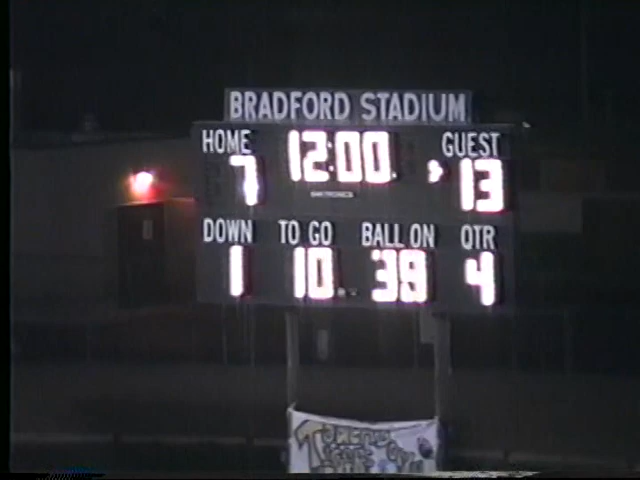 BRADFORD STADIUM
HOME 12:00 GUEST
7 13
DOWN TO GO BALL ON QTR
1 10 39 4